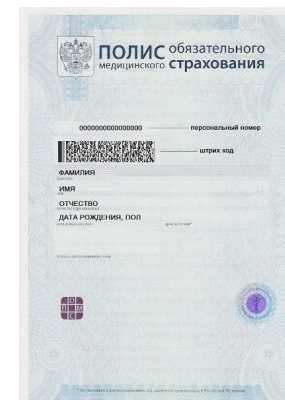 ПОЛИС обязательного
медицинского страхования
0000000000000000 персональный номер
штрих код
ФАМИЛИЯ
ИМЯ
ОТЧЕСТВО
ДАТА РОЖДЕНИЯ, ПОЛ